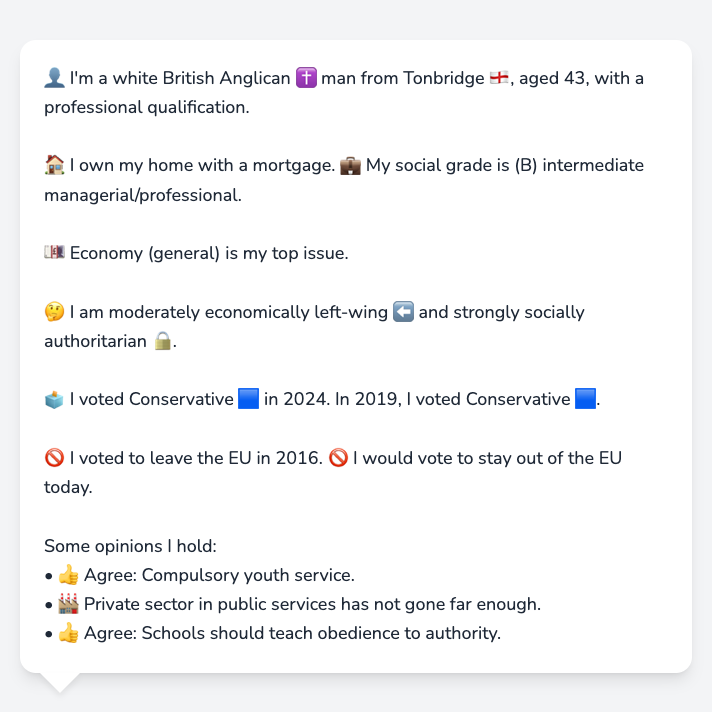 👤 I'm a white British Anglican ✝️ man from Tonbridge 🏴󠁧󠁢󠁥󠁮󠁧󠁿, aged 43, with a
professional qualification.
🏠 I own my home with a mortgage. 💼 My social grade is (B) intermediate
managerial/professional.
💷 Economy (general) is my top issue.
🤔 I am moderately economically left-wing ⬅️ and strongly socially
authoritarian 🔒.
🗳️ I voted Conservative 🟦 in 2024. In 2019, I voted Conservative 🟦.
🚫 I voted to leave the EU in 2016. 🚫 I would vote to stay out of the EU
today.
Some opinions I hold:
• 👍 Agree: Compulsory youth service.
• 🏭 Private sector in public services has not gone far enough.
• 👍 Agree: Schools should teach obedience to authority.